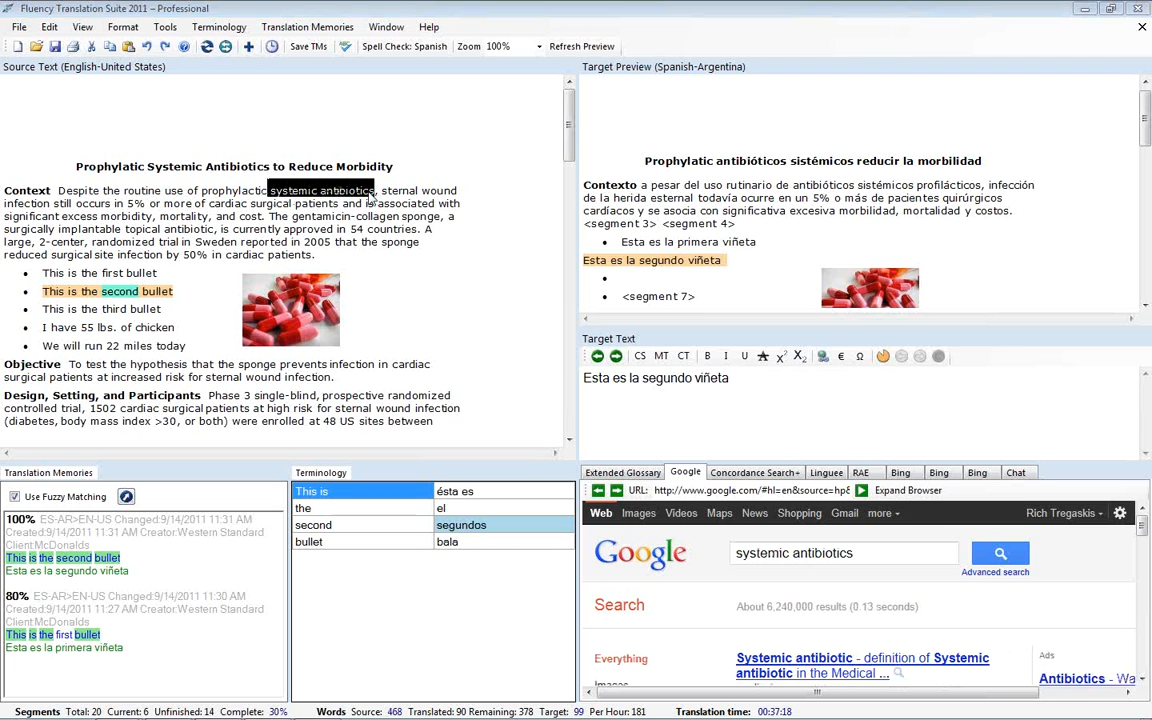 Fluency Translation Suite 2011 – Professional
File Edit View Format Tools Terminology Translation Memories Window Help
Save TMs Spell Check: Spanish Zoom 100% Refresh Preview
Source Text (English-United States)
Prophylatic Systemic Antibiotics to Reduce Morbidity
Context Despite the routine use of prophylactic systemic antibiotics, sternal wound
infection still occurs in 5% or more of cardiac surgical patients and is associated with
significant excess morbidity, mortality, and cost. The gentamicin-collagen sponge, a
surgically implantable topical antibiotic, is currently approved in 54 countries. A
large, 2-center, randomized trial in Sweden reported in 2005 that the sponge
reduced surgical site infection by 50% in cardiac patients.
• This is the first bullet
• This is the second bullet
• This is the third bullet
• I have 55 lbs. of chicken
• We will run 22 miles today
Objective To test the hypothesis that the sponge prevents infection in cardiac
surgical patients at increased risk for sternal wound infection.
Design, Setting, and Participants Phase 3 single-blind, prospective randomized
controlled trial, 1502 cardiac surgical patients at high risk for sternal wound infection
(diabetes, body mass index >30, or both) were enrolled at 48 US sites between
Target Preview (Spanish-Argentina)
Prophylatic antibióticos sistémicos reducir la morbilidad
Contexto a pesar del uso rutinario de antibióticos sistémicos profilácticos, infección
de la herida esternal todavía ocurre en un 5% o más de pacientes quirúrgicos
cardíacos y se asocia con significativa excesiva morbilidad, mortalidad y costos.
<segment 3> <segment 4>
• Esta es la primera viñeta
Esta es la segundo viñeta
•
• <segment 7>
Target Text
CS MT CT B I U A X² X₂ € Ω
Esta es la segundo viñeta
Translation Memories
Use Fuzzy Matching
100% ES-AR>EN-US Changed:9/14/2011 11:31 AM
Created:9/14/2011 11:31 AM Creator:Western Standard
Client:McDonalds
This is the second bullet
Esta es la segundo viñeta
80% ES-AR>EN-US Changed:9/14/2011 11:30 AM
Created:9/14/2011 11:27 AM Creator:Western Standard
Client:McDonalds
This is the first bullet
Esta es la primera viñeta
Terminology
This is ésta es
the el
second segundos
bullet bala
Extended Glossary Google Concordance Search+ Linguee RAE Bing Bing Bing Chat
URL: http://www.google.com/#hl=en&source=hp& Expand Browser
Web Images Videos Maps News Shopping Gmail more Rich Tregaskis
Google systemic antibiotics
Advanced search
Search About 6,240,000 results (0.13 seconds)
Everything Systemic antibiotic - definition of Systemic
antibiotic in the Medical ...
Ads
Antibiotics - Wa
Segments Total: 20 Current: 6 Unfinished: 14 Complete: 30% Words Source: 468 Translated: 90 Remaining: 378 Target: 99 Per Hour: 181 Translation time: 00:37:18